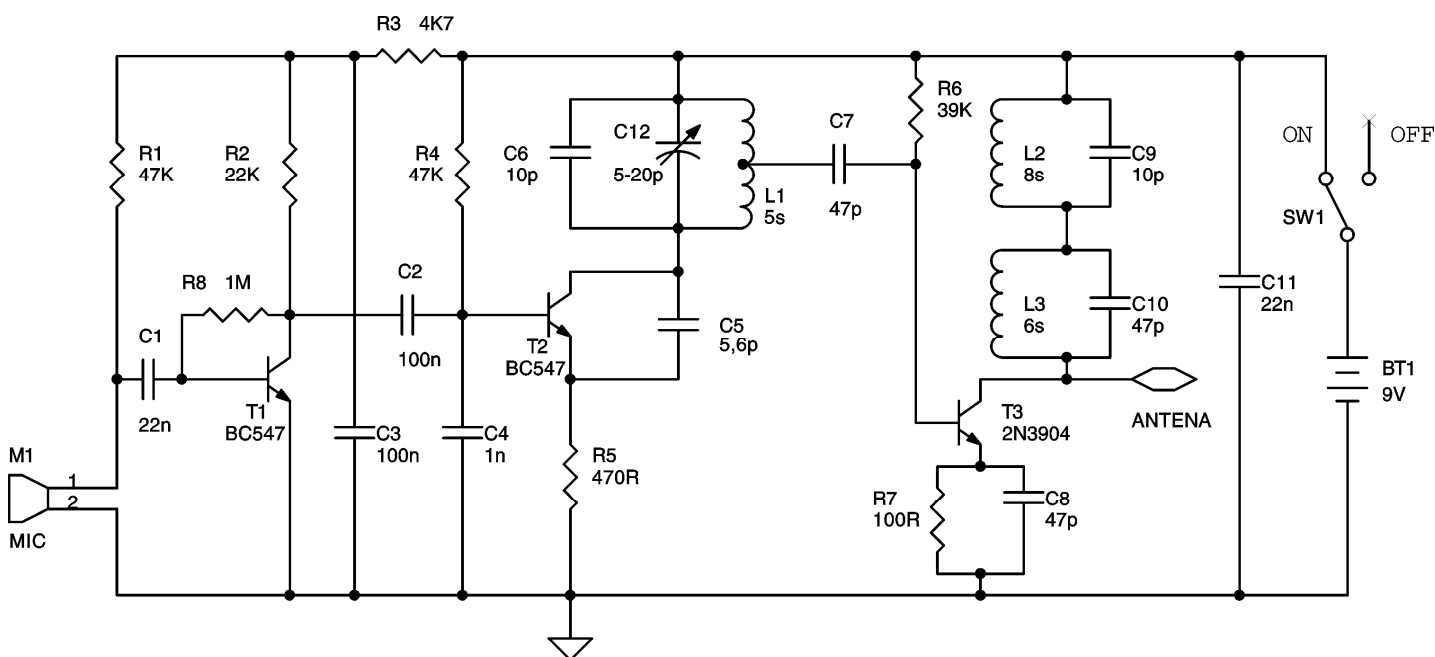 R3 4K7
R1
47K
R2
22K
R4
47K
C6
10p
C12
5-20p
L1
5s
C7
47p
R6
39K
L2
8s
C9
10p
ON
OFF
SW1
R8 1M
C1
22n
C2
100n
T1
BC547
T2
BC547
C5
5,6p
L3
6s
C10
47p
C11
22n
BT1
9V
C3
100n
C4
1n
R5
470R
T3
2N3904
ANTENA
M1
1
2
MIC
R7
100R
C8
47p